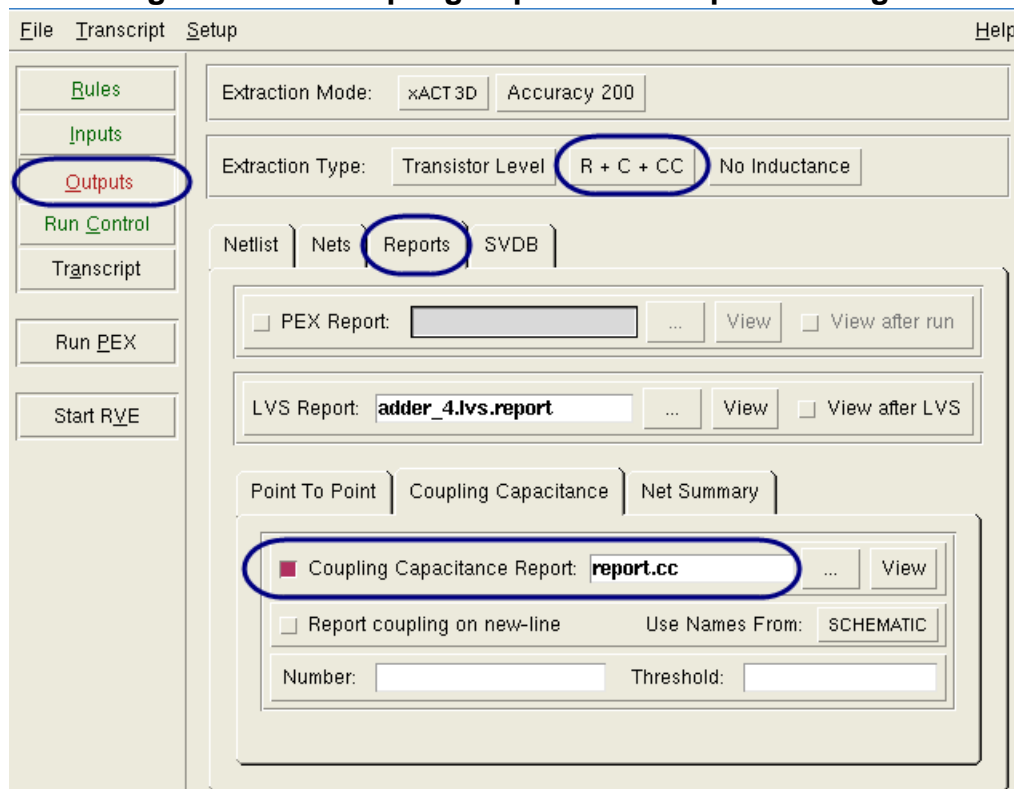 File Transcript Setup Help
Rules
Inputs
Outputs
Run Control
Transcript
Run PEX
Start RVE
Extraction Mode: xACT 3D Accuracy 200
Extraction Type: Transistor Level R + C + CC No Inductance
Netlist Nets Reports SVDB
PEX Report: ... View View after run
LVS Report: adder_4.lvs.report ... View View after LVS
Point To Point Coupling Capacitance Net Summary
Coupling Capacitance Report: report.cc ... View
Report coupling on new-line Use Names From: SCHEMATIC
Number: Threshold: